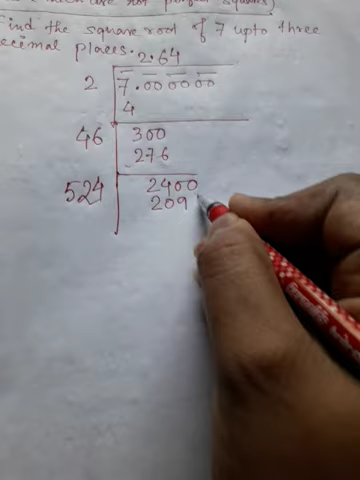 Find the square root of 7 upto three
decimal places.
2.64
2 7.00 00 00
4
46 300
276
524 2400
209